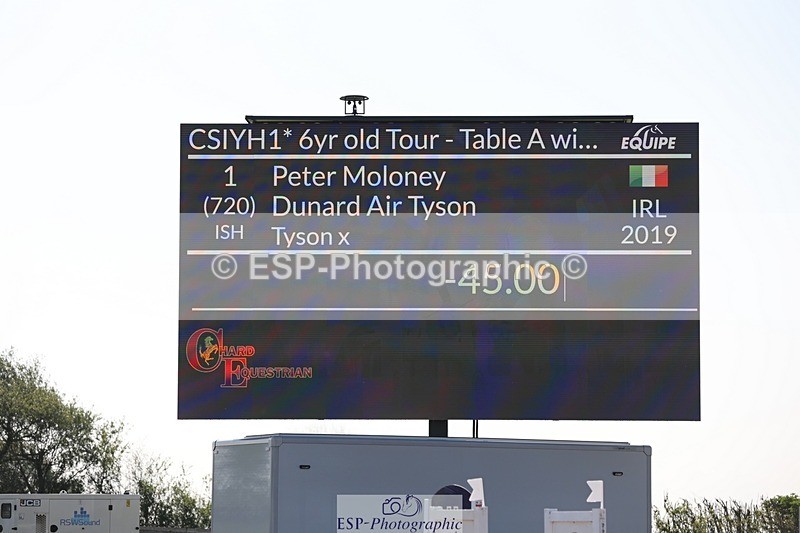 CSIYH1* 6yr old Tour - Table A wi... EQUIPE
1 Peter Moloney
(720) Dunard Air Tyson IRL
ISH Tyson x 2019
© ESP-Photographic ©
-45.00
CHARD
EQUESTRIAN
JCB
RSWSound
ESP-Photographic